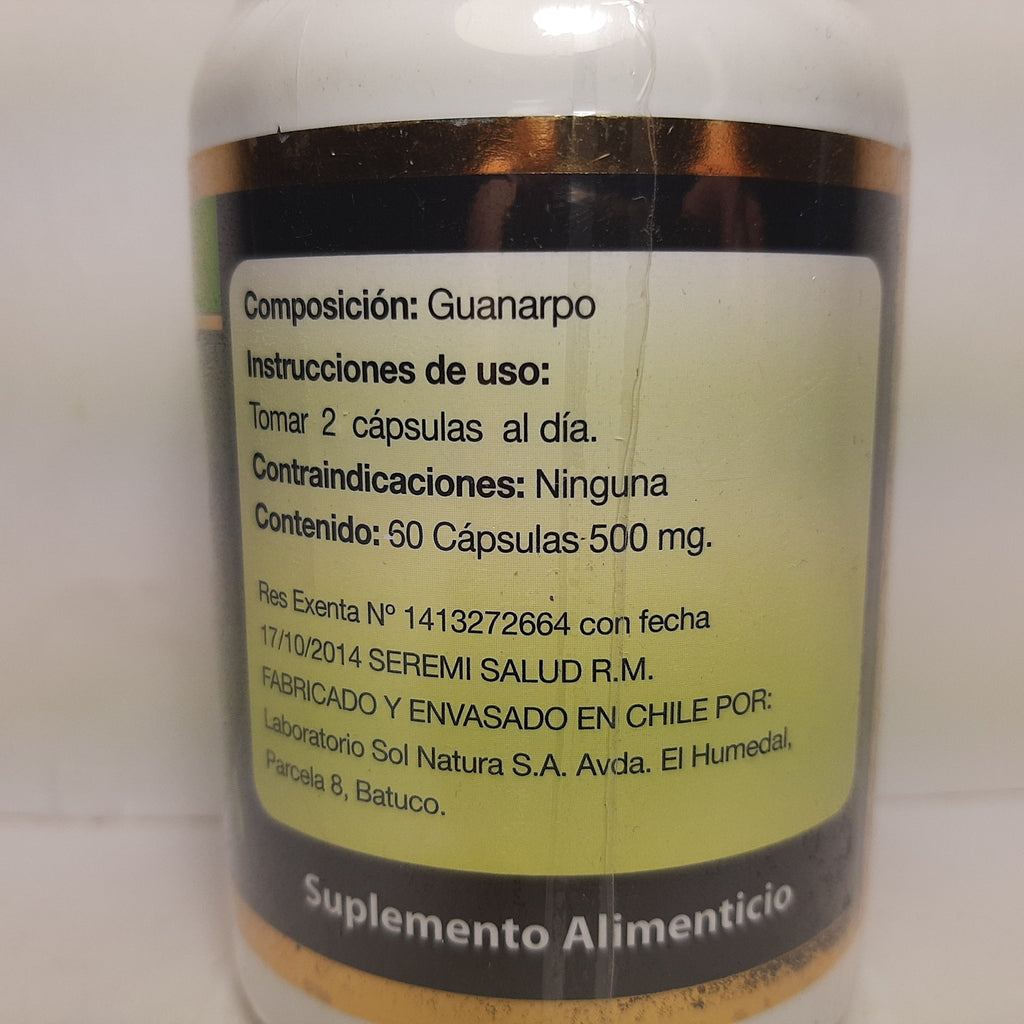 Composición: Guanarpo
Instrucciones de uso:
Tomar 2 cápsulas al día.
Contraindicaciones: Ninguna
Contenido: 60 Cápsulas 500 mg.
Res Exenta Nº 1413272664 con fecha
17/10/2014 SEREMI SALUD R.M.
FABRICADO Y ENVASADO EN CHILE POR:
Laboratorio Sol Natura S.A. Avda. El Humedal,
Parcela 8, Batuco.
Suplemento Alimenticio